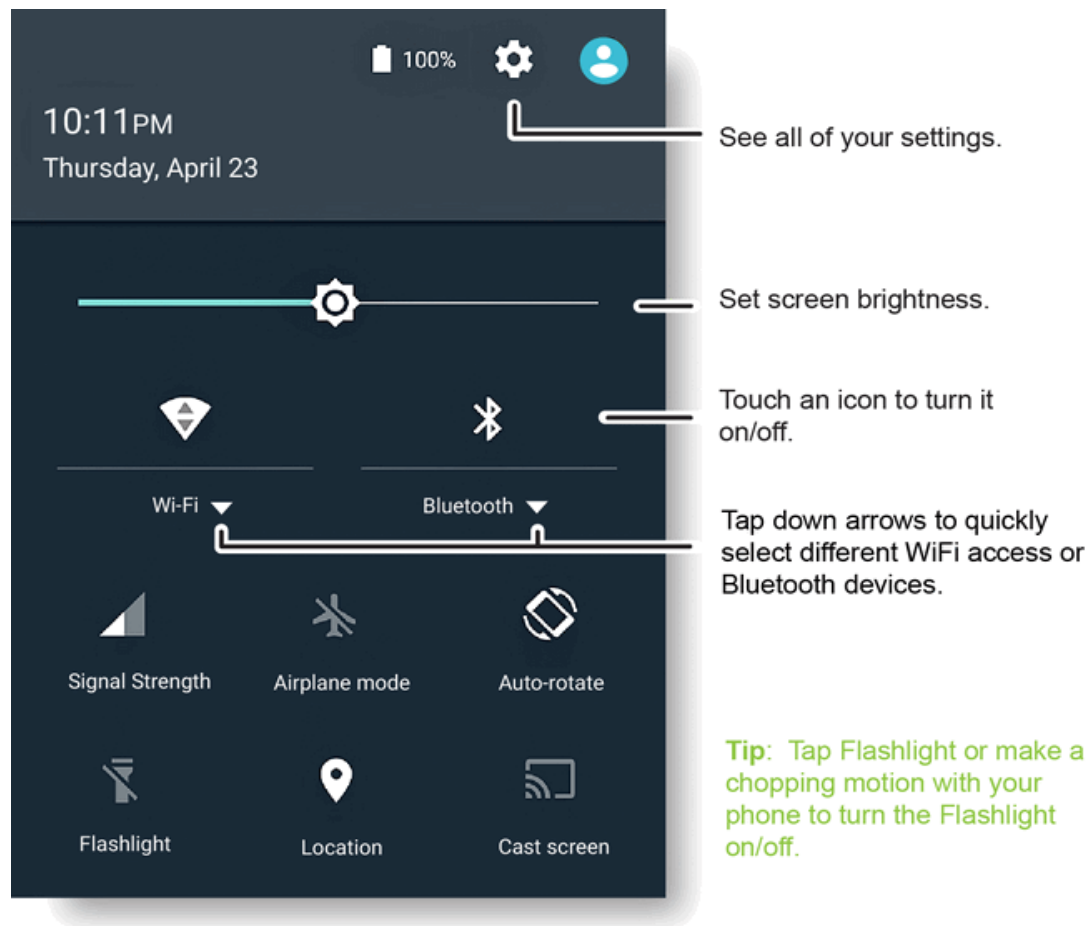 100%
10:11PM
Thursday, April 23
See all of your settings.
Set screen brightness.
Touch an icon to turn it
on/off.
Wi-Fi
Bluetooth
Tap down arrows to quickly
select different WiFi access or
Bluetooth devices.
Signal Strength
Airplane mode
Auto-rotate
Tip: Tap Flashlight or make a
chopping motion with your
phone to turn the Flashlight
on/off.
Flashlight
Location
Cast screen